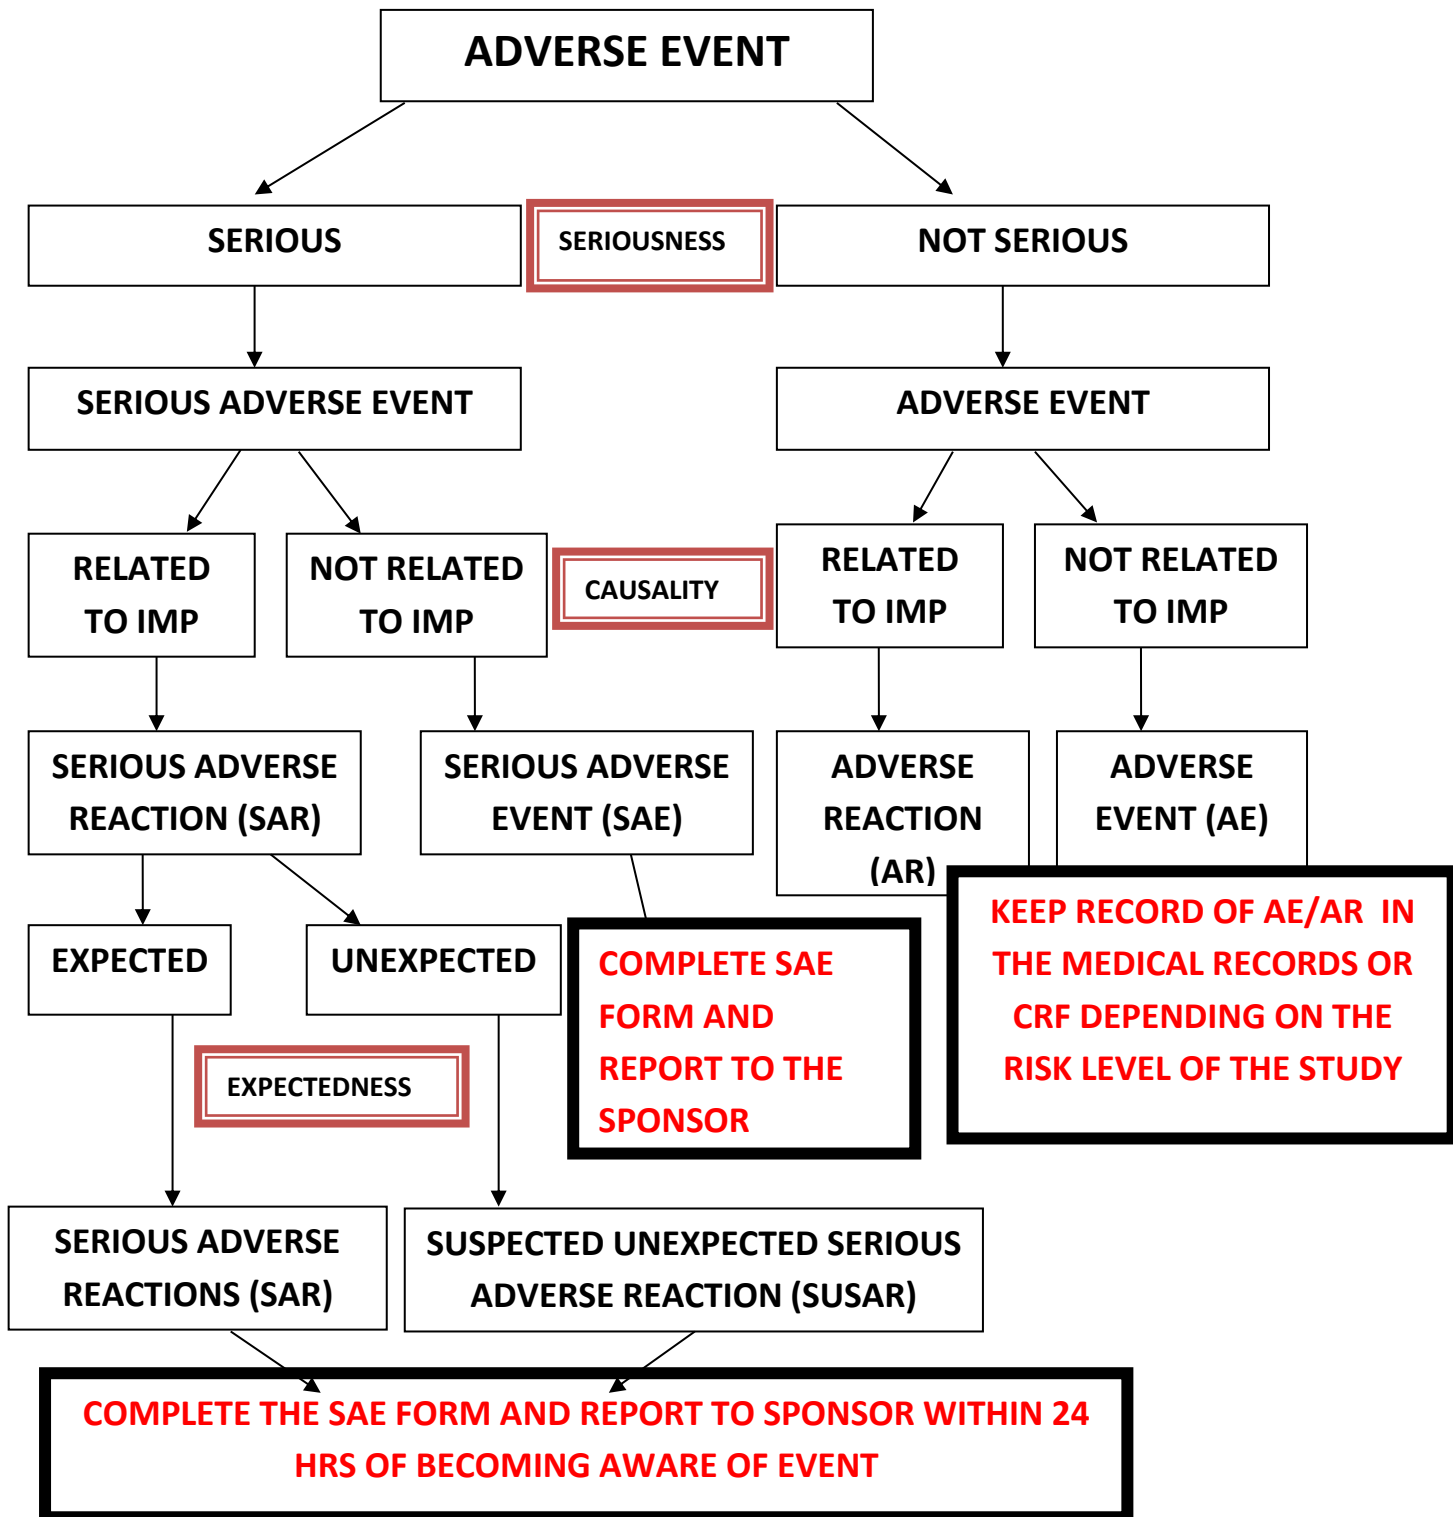 ADVERSE EVENT
SERIOUS
SERIOUSNESS
NOT SERIOUS
SERIOUS ADVERSE EVENT
ADVERSE EVENT
RELATED
TO IMP
NOT RELATED
TO IMP
CAUSALITY
RELATED
TO IMP
NOT RELATED
TO IMP
SERIOUS ADVERSE
REACTION (SAR)
SERIOUS ADVERSE
EVENT (SAE)
ADVERSE
REACTION
(AR)
ADVERSE
EVENT (AE)
EXPECTED
UNEXPECTED
COMPLETE SAE
FORM AND
REPORT TO THE
SPONSOR
KEEP RECORD OF AE/AR IN
THE MEDICAL RECORDS OR
CRF DEPENDING ON THE
RISK LEVEL OF THE STUDY
EXPECTEDNESS
SERIOUS ADVERSE
REACTIONS (SAR)
SUSPECTED UNEXPECTED SERIOUS
ADVERSE REACTION (SUSAR)
COMPLETE THE SAE FORM AND REPORT TO SPONSOR WITHIN 24
HRS OF BECOMING AWARE OF EVENT